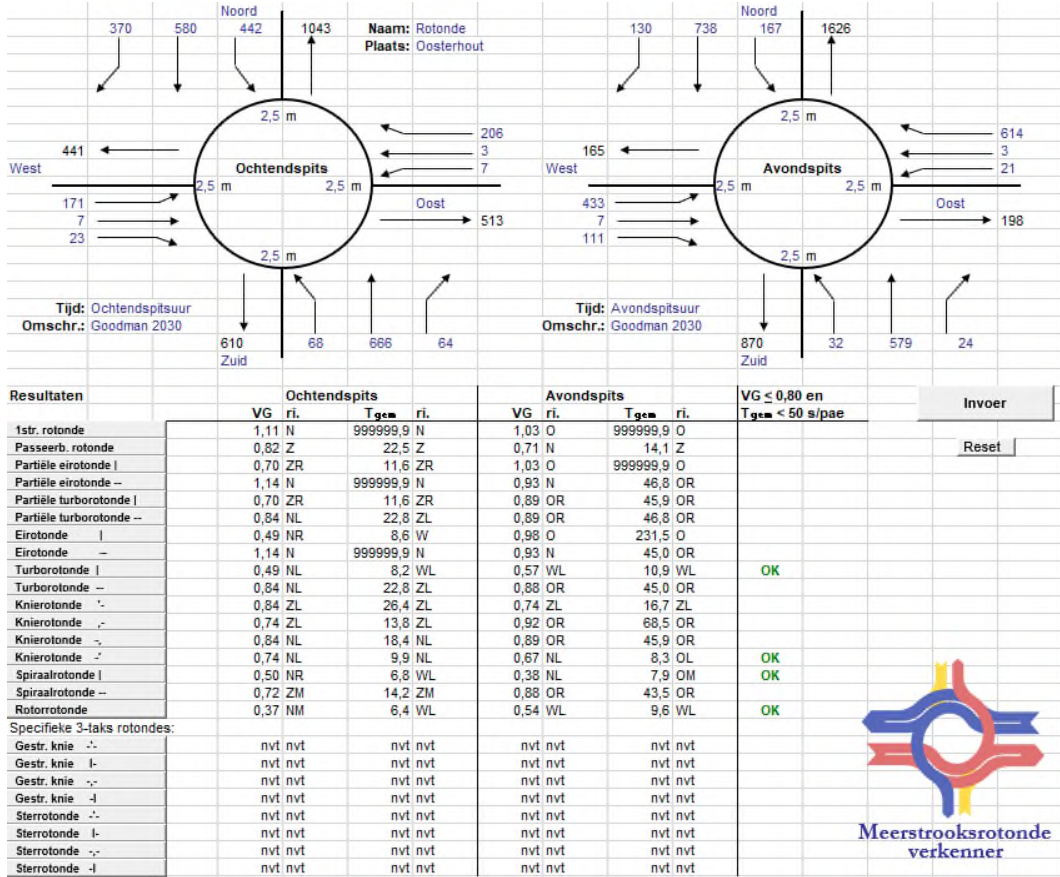 Noord Noord
370 580 442 1043 Naam: Rotonde 130 738 167 1626
Plaats: Oosterhout
2,5 m 2,5 m
206 614
441 3 165 3
West Ochtendspits 7 West Avondspits 21
2,5 m 2,5 m 2,5 m 2,5 m
171 Oost 433 Oost
7 513 7 198
23 111
2,5 m 2,5 m
Tijd: Ochtendspitsuur Tijd: Avondspitsuur
Omschr.: Goodman 2030 Omschr.: Goodman 2030
610 68 666 64 870 32 579 24
Zuid Zuid
Resultaten Ochtendspits Avondspits VG ≤ 0,80 en
VG ri. Tgem ri. VG ri. Tgem ri. Tgem < 50 s/pae
Invoer
Reset
1str. rotonde 1,11 N 999999,9 N 1,03 O 999999,9 O
Passeerb. rotonde 0,82 Z 22,5 Z 0,71 N 14,1 Z
Partiële eirotonde | 0,70 ZR 11,6 ZR 1,03 O 999999,9 O
Partiële eirotonde -- 1,14 N 999999,9 N 0,93 N 46,8 OR
Partiële turborotonde | 0,70 ZR 11,6 ZR 0,89 OR 45,9 OR
Partiële turborotonde -- 0,84 NL 22,8 ZL 0,89 OR 46,8 OR
Eirotonde | 0,49 NR 8,6 W 0,98 O 231,5 O
Eirotonde -- 1,14 N 999999,9 N 0,93 N 45,0 OR
Turborotonde | 0,49 NL 8,2 WL 0,57 WL 10,9 WL OK
Turborotonde -- 0,84 NL 22,8 ZL 0,88 OR 45,0 OR
Knierotonde '- 0,84 ZL 26,4 ZL 0,74 ZL 16,7 ZL
Knierotonde ,- 0,74 ZL 13,8 ZL 0,92 OR 68,5 OR
Knierotonde -, 0,84 NL 18,4 NL 0,89 OR 45,9 OR
Knierotonde -' 0,74 NL 9,9 NL 0,67 NL 8,3 OL OK
Spiraalrotonde | 0,50 NR 6,8 WL 0,38 NL 7,9 OM OK
Spiraalrotonde -- 0,72 ZM 14,2 ZM 0,88 OR 43,5 OR
Rotorrotonde 0,37 NM 6,4 WL 0,54 WL 9,6 WL OK
Specifieke 3-taks rotondes:
Gestr. knie -'- nvt nvt nvt nvt nvt nvt nvt nvt
Gestr. knie I- nvt nvt nvt nvt nvt nvt nvt nvt
Gestr. knie -,- nvt nvt nvt nvt nvt nvt nvt nvt
Gestr. knie -I nvt nvt nvt nvt nvt nvt nvt nvt
Sterrotonde -'- nvt nvt nvt nvt nvt nvt nvt nvt
Sterrotonde I- nvt nvt nvt nvt nvt nvt nvt nvt
Sterrotonde -,- nvt nvt nvt nvt nvt nvt nvt nvt
Sterrotonde -I nvt nvt nvt nvt nvt nvt nvt nvt
Meerstrooksrotonde
verkenner